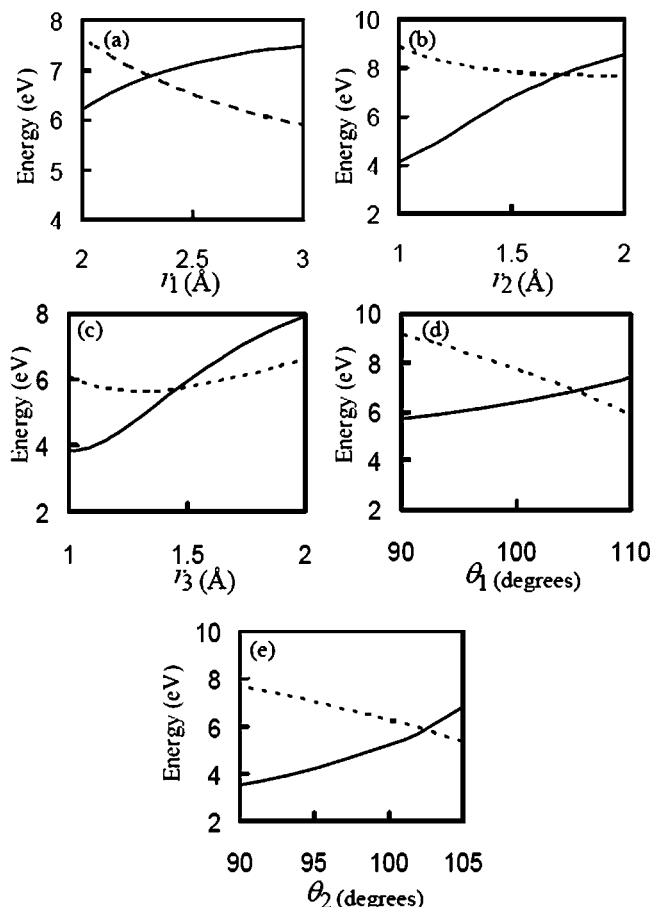 (a)
8
7
6
5
4
Energy (eV)
2
2.5
3
r1 (Å)
(b)
10
8
6
4
2
Energy (eV)
1
1.5
2
r2 (Å)
(c)
8
6
4
2
Energy (eV)
1
1.5
2
r3 (Å)
(d)
10
8
6
4
2
Energy (eV)
90
100
110
θ1 (degrees)
(e)
10
8
6
4
2
Energy (eV)
90
95
100
105
θ2 (degrees)